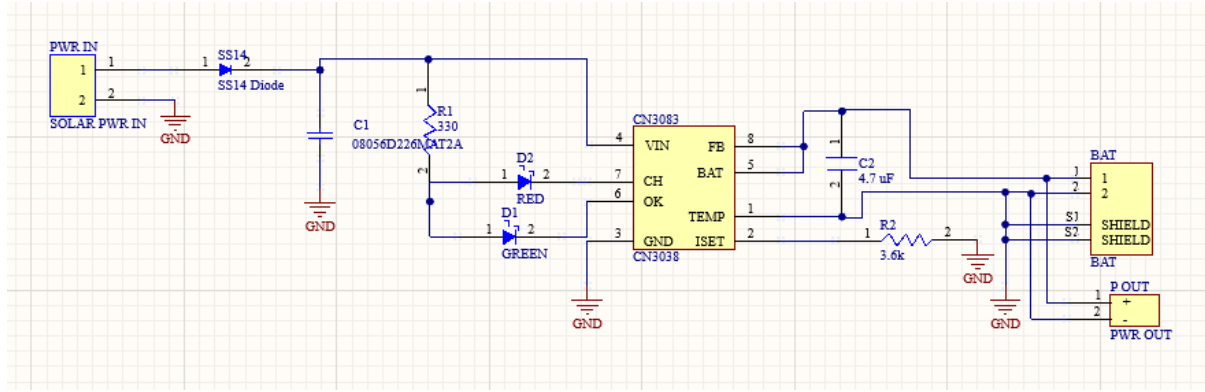 PWR IN
1
2
1
2
SOLAR PWR IN
GND
SS14
1
2
SS14 Diode
C1
08056D226MAT2A
GND
1
R1
330
2
D2
1
2
RED
D1
1
2
GREEN
CN3083
4
VIN
7
CH
6
OK
3
GND
FB
8
BAT
5
TEMP
1
ISET
2
CN3038
GND
1
C2
4.7 uF
2
R2
1
2
3.6k
GND
BAT
1
1
2
2
S1
SHIELD
S2
SHIELD
BAT
GND
P OUT
1
+
2
-
PWR OUT